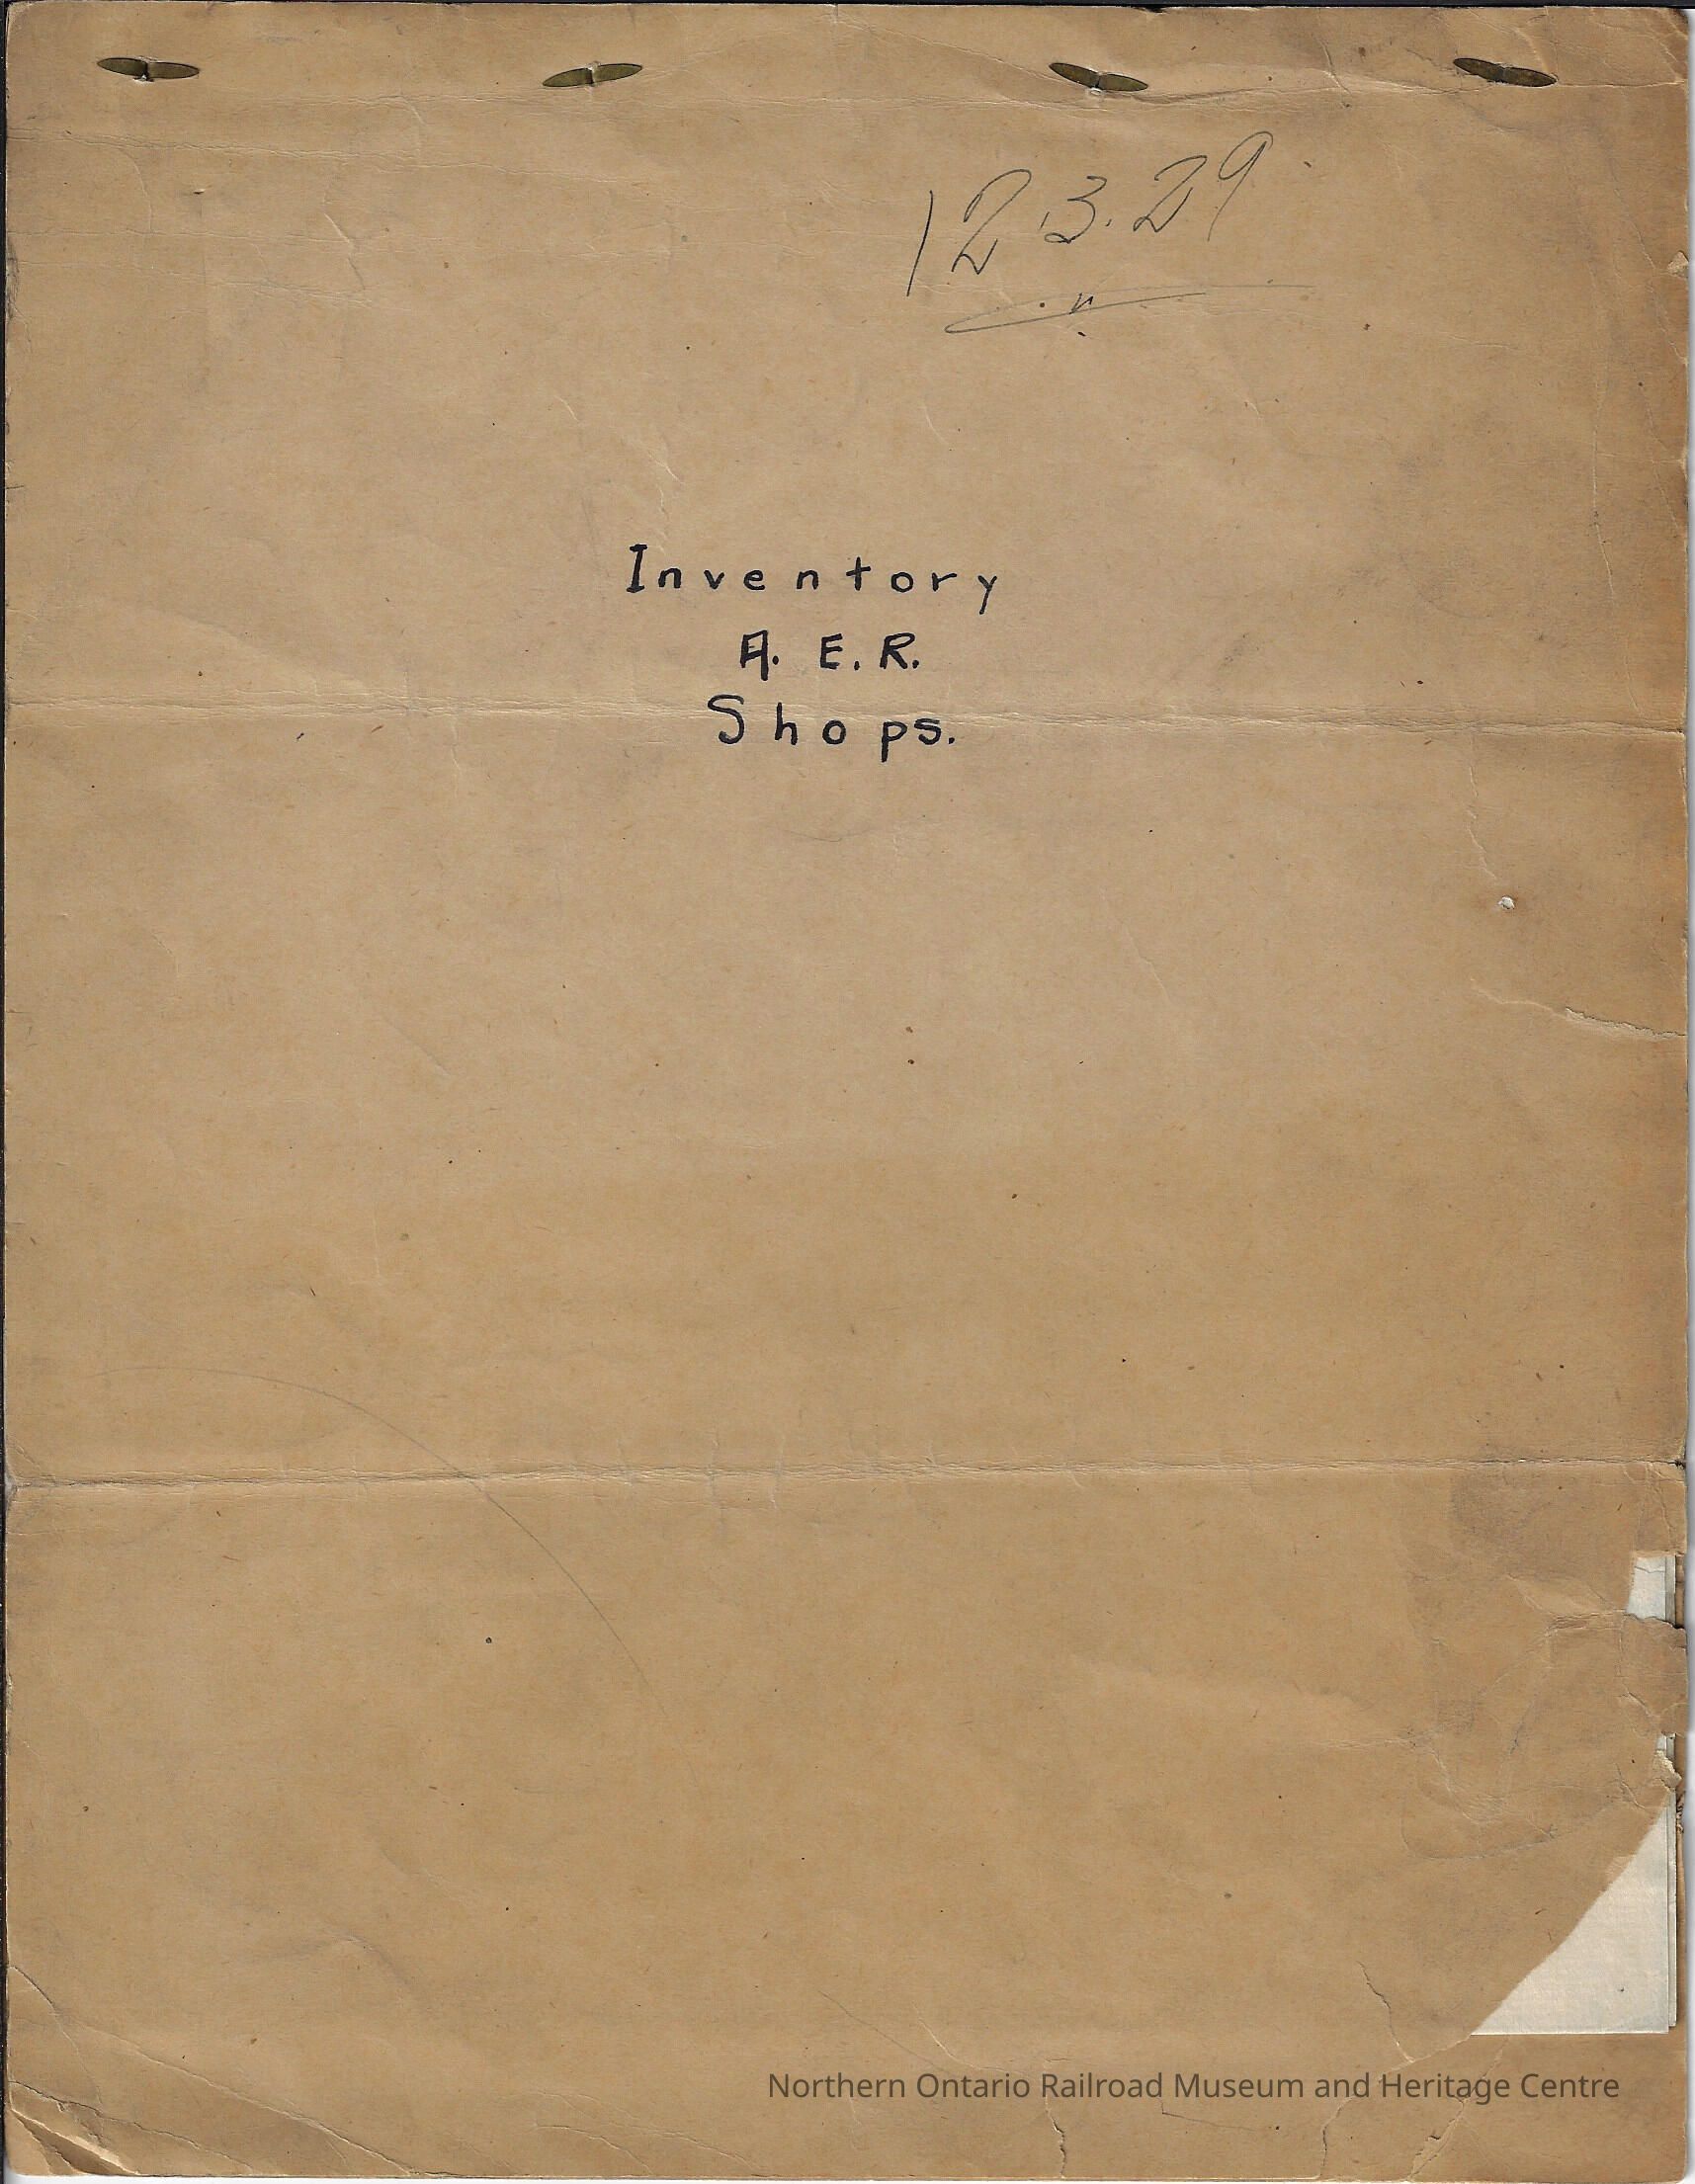 12.3.29
Inventory
A. E. R.
Shops.
Northern Ontario Railroad Museum and Heritage Centre